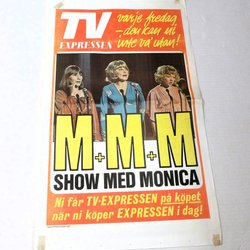 TV
EXPRESSEN
varje fredag
- den kan ni
inte va' utan!
M+M+M
SHOW MED MONICA
Ni får TV-EXPRESSEN på köpet
när ni köper EXPRESSEN i dag!